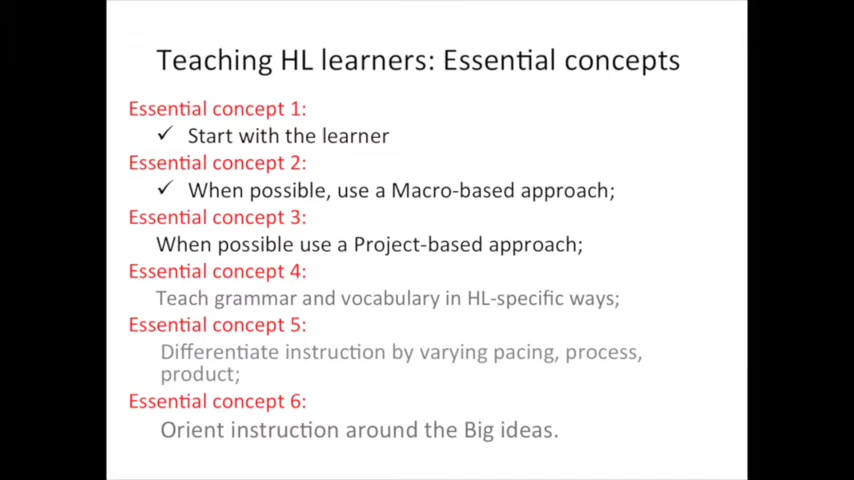 Teaching HL learners: Essential concepts
Essential concept 1:
✓ Start with the learner
Essential concept 2:
✓ When possible, use a Macro-based approach;
Essential concept 3:
When possible use a Project-based approach;
Essential concept 4:
Teach grammar and vocabulary in HL-specific ways;
Essential concept 5:
Differentiate instruction by varying pacing, process,
product;
Essential concept 6:
Orient instruction around the Big ideas.